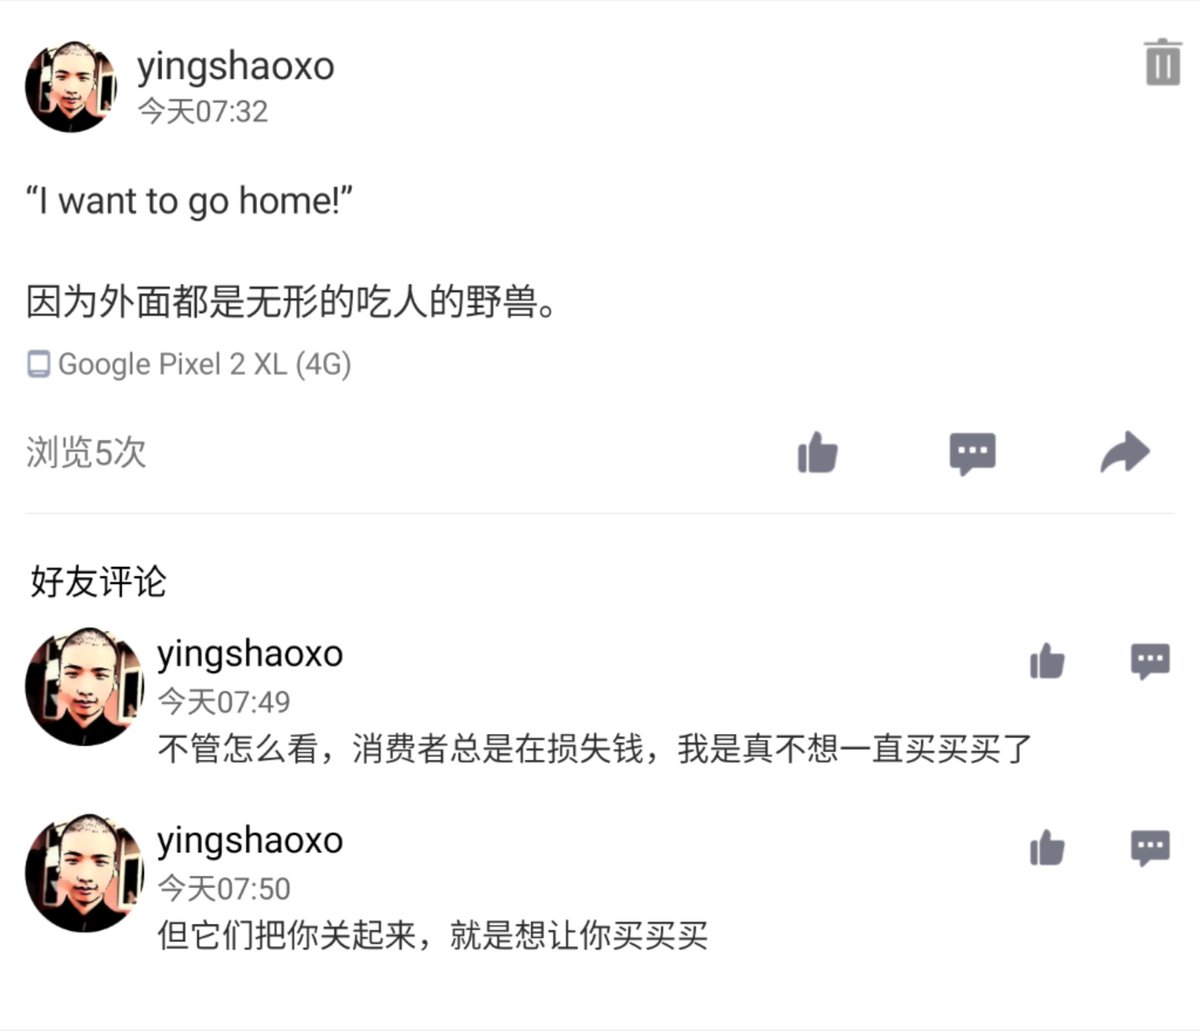 yingshaoxo
今天07:32
“I want to go home!”
因为外面都是无形的吃人的野兽。
Google Pixel 2 XL (4G)
浏览5次
好友评论
yingshaoxo
今天07:49
不管怎么看，消费者总是在损失钱，我是真不想一直买买买了
yingshaoxo
今天07:50
但它们把你关起来，就是想让你买买买